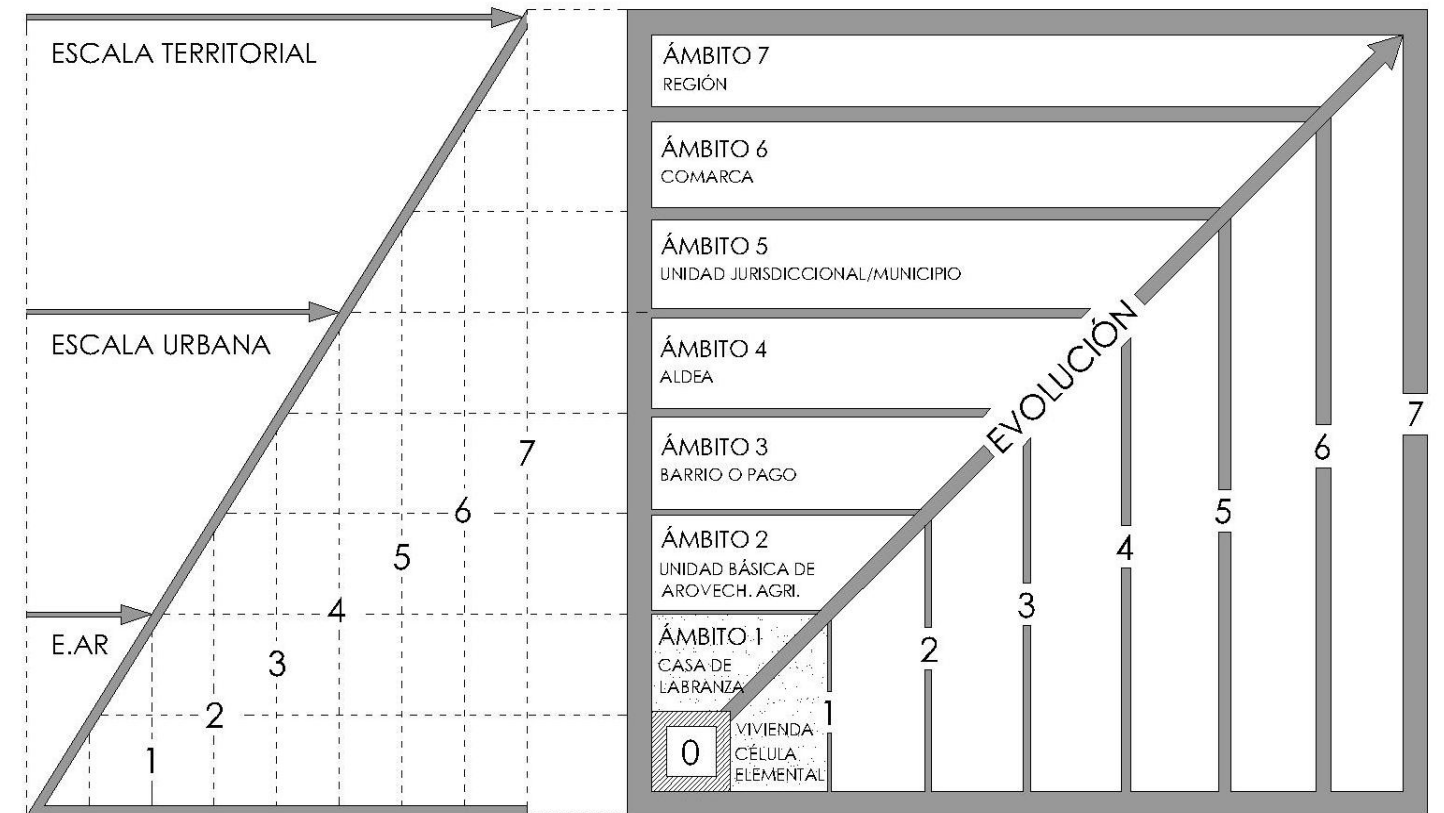 ESCALA TERRITORIAL
ESCALA URBANA
E.AR
1
2
3
4
5
6
7
ÁMBITO 7
REGIÓN
ÁMBITO 6
COMARCA
ÁMBITO 5
UNIDAD JURISDICCIONAL/MUNICIPIO
ÁMBITO 4
ALDEA
ÁMBITO 3
BARRIO O PAGO
ÁMBITO 2
UNIDAD BÁSICA DE
AROVECH. AGRI.
ÁMBITO 1
CASA DE
LABRANZA
0
VIVIENDA
CÉLULA
ELEMENTAL
EVOLUCIÓN
1
2
3
4
5
6
7